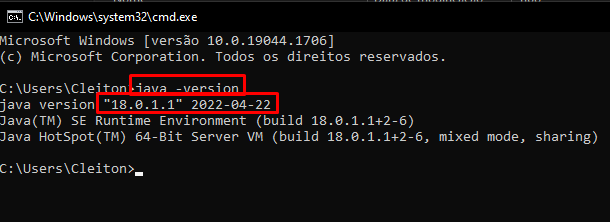 C:\Windows\system32\cmd.exe
Microsoft Windows [versão 10.0.19044.1706]
(c) Microsoft Corporation. Todos os direitos reservados.
C:\Users\Cleiton>java -version
java version "18.0.1.1" 2022-04-22
Java(TM) SE Runtime Environment (build 18.0.1.1+2-6)
Java HotSpot(TM) 64-Bit Server VM (build 18.0.1.1+2-6, mixed mode, sharing)
C:\Users\Cleiton>